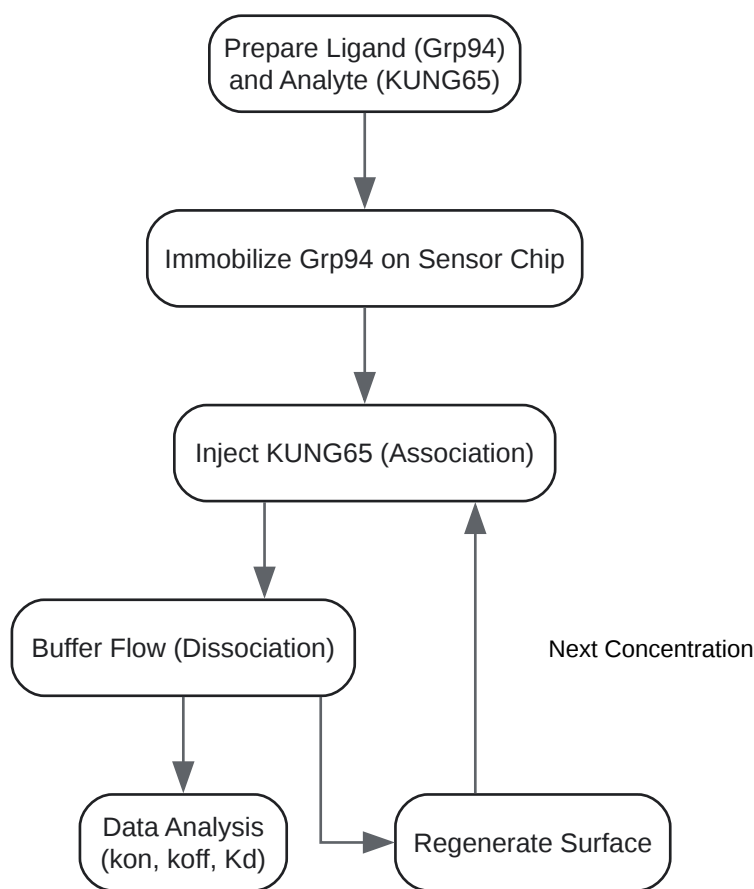 Prepare Ligand (Grp94)
and Analyte (KUNG65)
Immobilize Grp94 on Sensor Chip
Inject KUNG65 (Association)
Buffer Flow (Dissociation)
Next Concentration
Data Analysis
(kon, koff, Kd)
Regenerate Surface